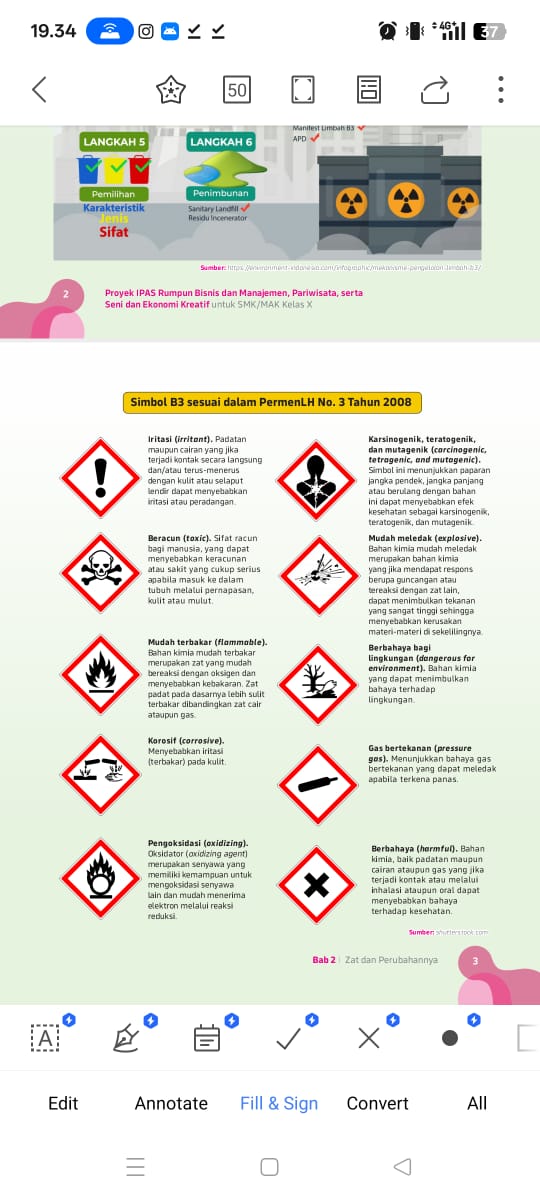 19.34
4G+
37
50
Manifest Limbah B3
APD
LANGKAH 5
LANGKAH 6
Pemilihan
Karakteristik
Jenis
Sifat
Penimbunan
Sanitary Landfill
Residu Incenerator
Sumber: https://environment-indonesia.com/infographic/mekanisme-pengelolan-limbah-b3/
2
Proyek IPAS Rumpun Bisnis dan Manajemen, Pariwisata, serta
Seni dan Ekonomi Kreatif untuk SMK/MAK Kelas X
Simbol B3 sesuai dalam PermenLH No. 3 Tahun 2008
Iritasi (irritant). Padatan
maupun cairan yang jika
terjadi kontak secara langsung
dan/atau terus-menerus
dengan kulit atau selaput
lendir dapat menyebabkan
iritasi atau peradangan.
Karsinogenik, teratogenik,
dan mutagenik (carcinogenic,
tetragenic, and mutagenic).
Simbol ini menunjukkan paparan
jangka pendek, jangka panjang
atau berulang dengan bahan
ini dapat menyebabkan efek
kesehatan sebagai karsinogenik,
teratogenik, dan mutagenik.
Beracun (toxic). Sifat racun
bagi manusia, yang dapat
menyebabkan keracunan
atau sakit yang cukup serius
apabila masuk ke dalam
tubuh melalui pernapasan,
kulit atau mulut.
Mudah meledak (explosive).
Bahan kimia mudah meledak
merupakan bahan kimia
yang jika mendapat respons
berupa guncangan atau
tereaksi dengan zat lain,
dapat menimbulkan tekanan
yang sangat tinggi sehingga
menyebabkan kerusakan
materi-materi di sekelilingnya.
Mudah terbakar (flammable).
Bahan kimia mudah terbakar
merupakan zat yang mudah
bereaksi dengan oksigen dan
menyebabkan kebakaran. Zat
padat pada dasarnya lebih sulit
terbakar dibandingkan zat cair
ataupun gas.
Berbahaya bagi
lingkungan (dangerous for
environment). Bahan kimia
yang dapat menimbulkan
bahaya terhadap
lingkungan.
Korosif (corrosive).
Menyebabkan iritasi
(terbakar) pada kulit.
Gas bertekanan (pressure
gas). Menunjukkan bahaya gas
bertekanan yang dapat meledak
apabila terkena panas.
Pengoksidasi (oxidizing).
Oksidator (oxidizing agent)
merupakan senyawa yang
memiliki kemampuan untuk
mengoksidasi senyawa
lain dan mudah menerima
elektron melalui reaksi
reduksi.
Berbahaya (harmful). Bahan
kimia, baik padatan maupun
cairan ataupun gas yang jika
terjadi kontak atau melalui
inhalasi ataupun oral dapat
menyebabkan bahaya
terhadap kesehatan.
Sumber: shutterstock.com
Bab 2 | Zat dan Perubahannya
3
A
Edit
Annotate
Fill & Sign
Convert
All